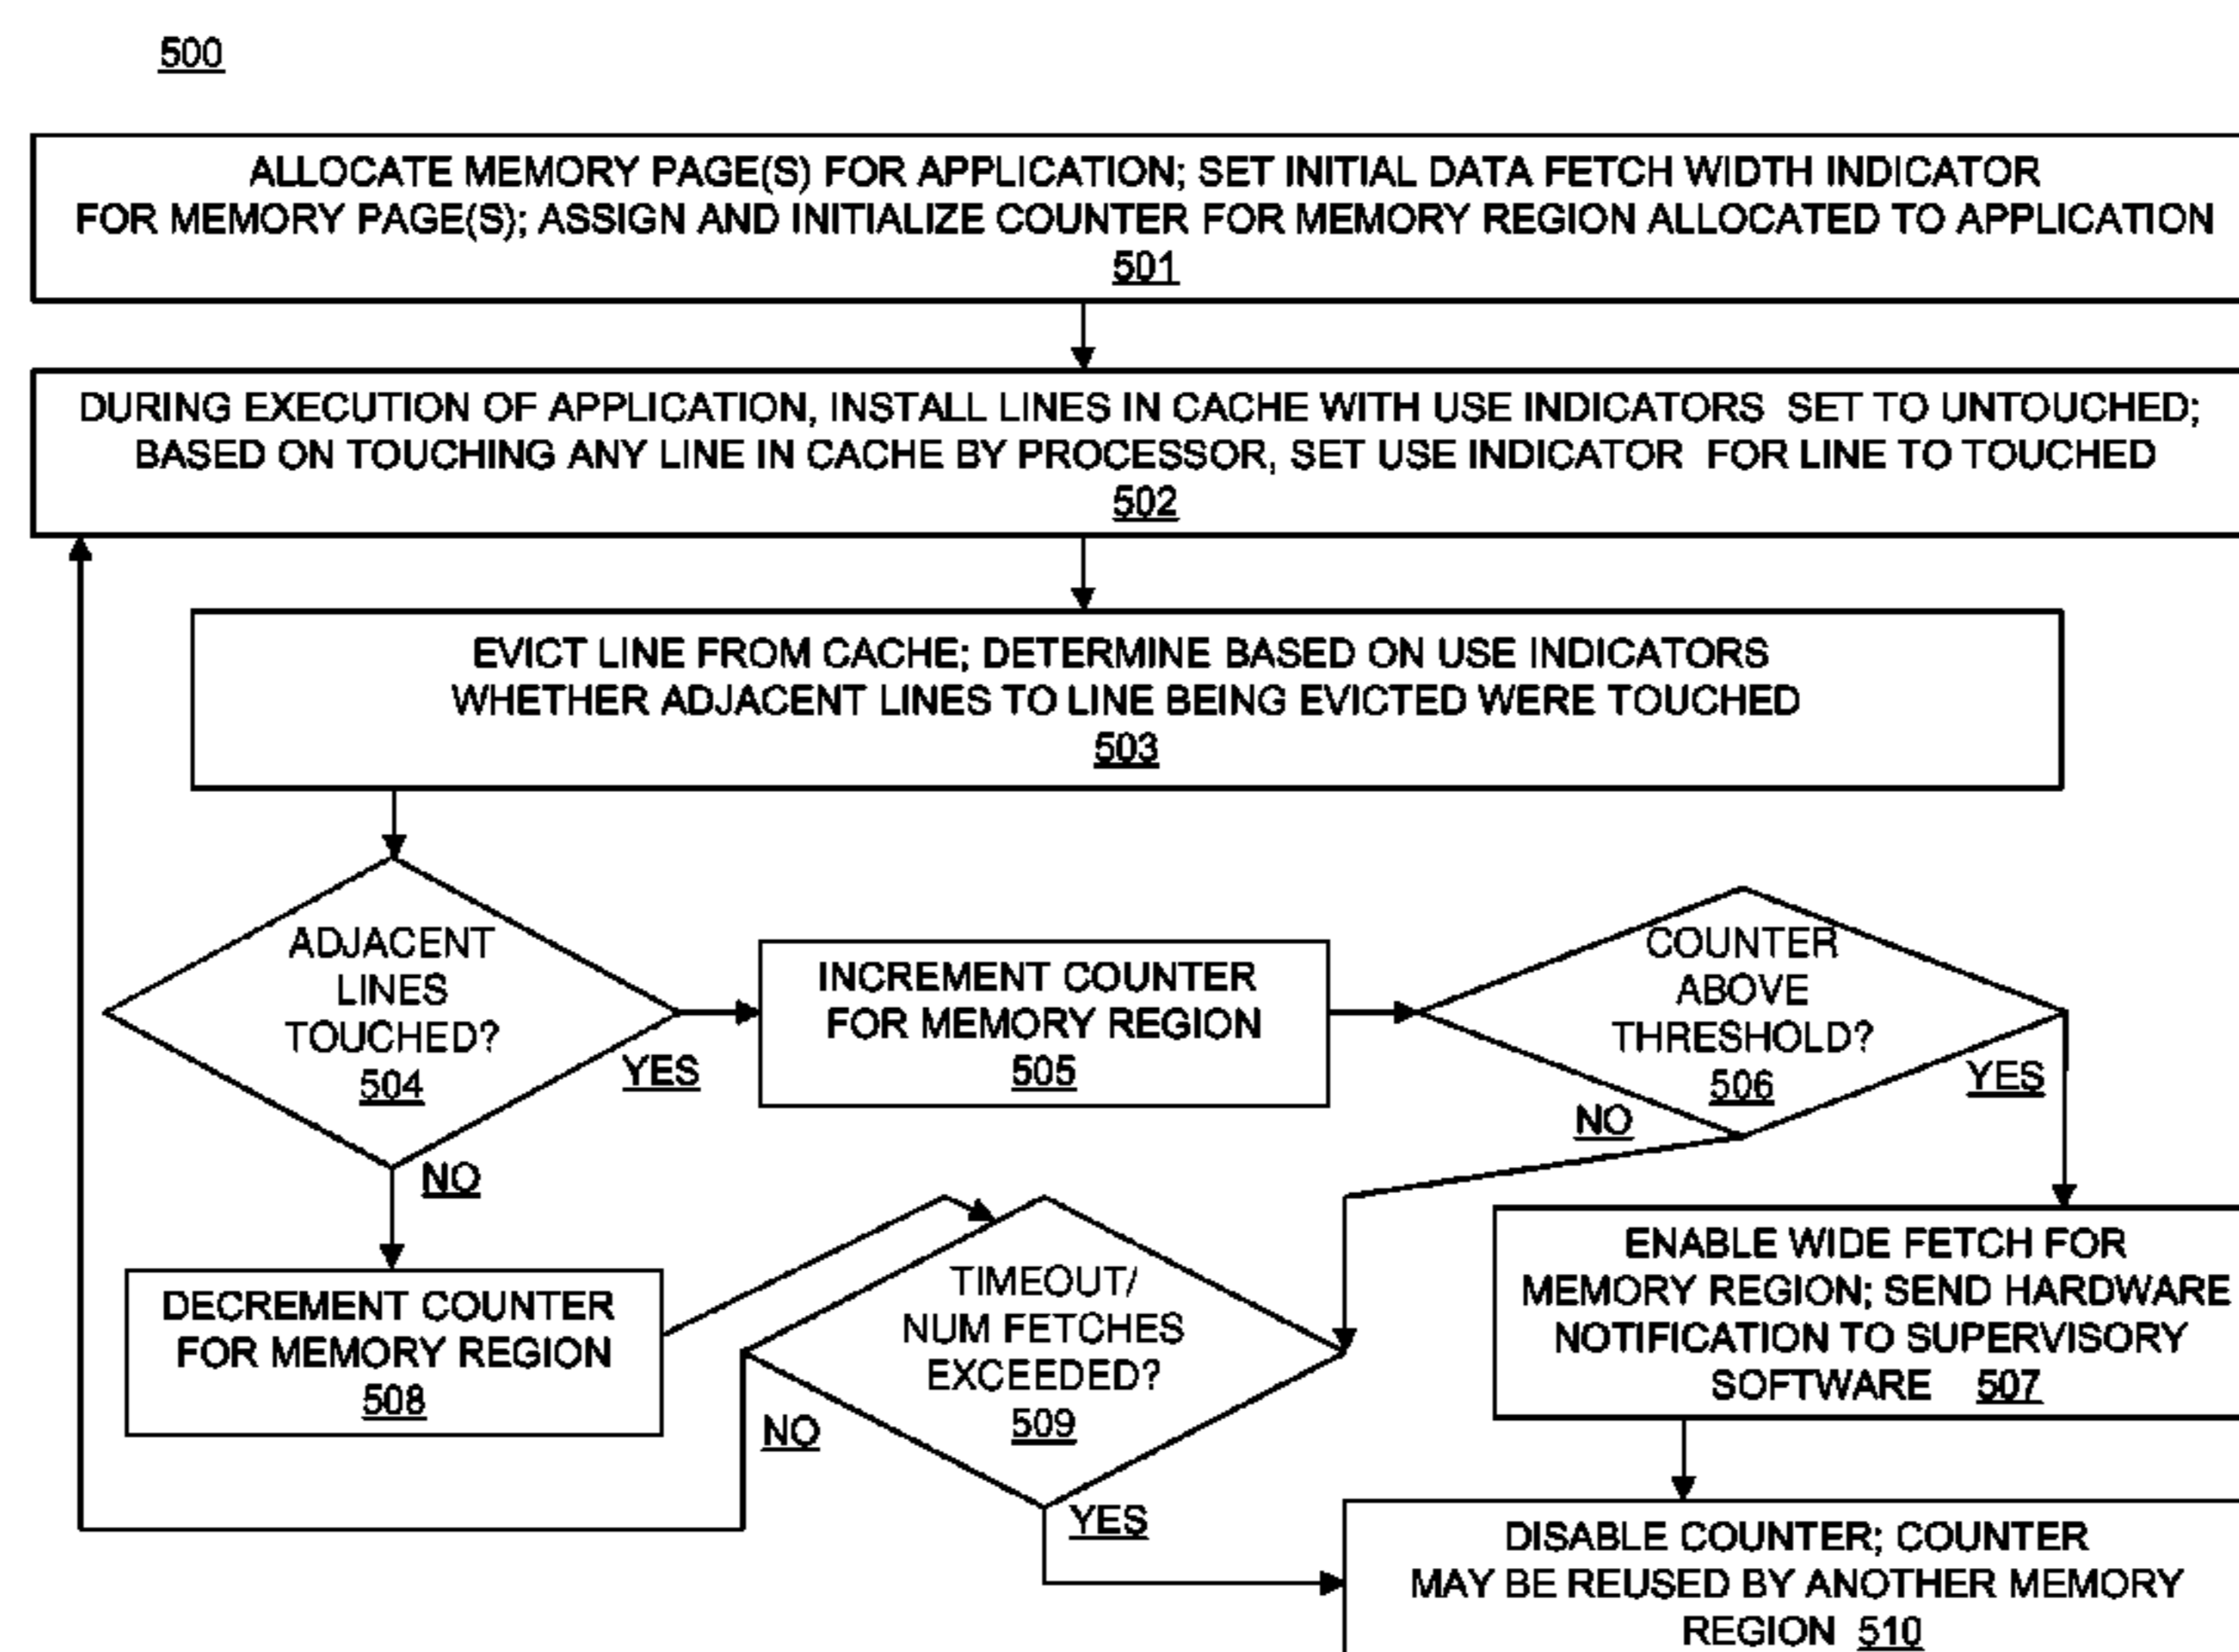 500
ALLOCATE MEMORY PAGE(S) FOR APPLICATION; SET INITIAL DATA FETCH WIDTH INDICATOR
FOR MEMORY PAGE(S); ASSIGN AND INITIALIZE COUNTER FOR MEMORY REGION ALLOCATED TO APPLICATION
501
DURING EXECUTION OF APPLICATION, INSTALL LINES IN CACHE WITH USE INDICATORS SET TO UNTOUCHED;
BASED ON TOUCHING ANY LINE IN CACHE BY PROCESSOR, SET USE INDICATOR FOR LINE TO TOUCHED
502
EVICT LINE FROM CACHE; DETERMINE BASED ON USE INDICATORS
WHETHER ADJACENT LINES TO LINE BEING EVICTED WERE TOUCHED
503
ADJACENT
LINES
TOUCHED?
504
YES
NO
INCREMENT COUNTER
FOR MEMORY REGION
505
COUNTER
ABOVE
THRESHOLD?
506
YES
NO
ENABLE WIDE FETCH FOR
MEMORY REGION; SEND HARDWARE
NOTIFICATION TO SUPERVISORY
SOFTWARE 507
DECREMENT COUNTER
FOR MEMORY REGION
508
TIMEOUT/
NUM FETCHES
EXCEEDED?
509
NO
YES
DISABLE COUNTER; COUNTER
MAY BE REUSED BY ANOTHER MEMORY
REGION 510